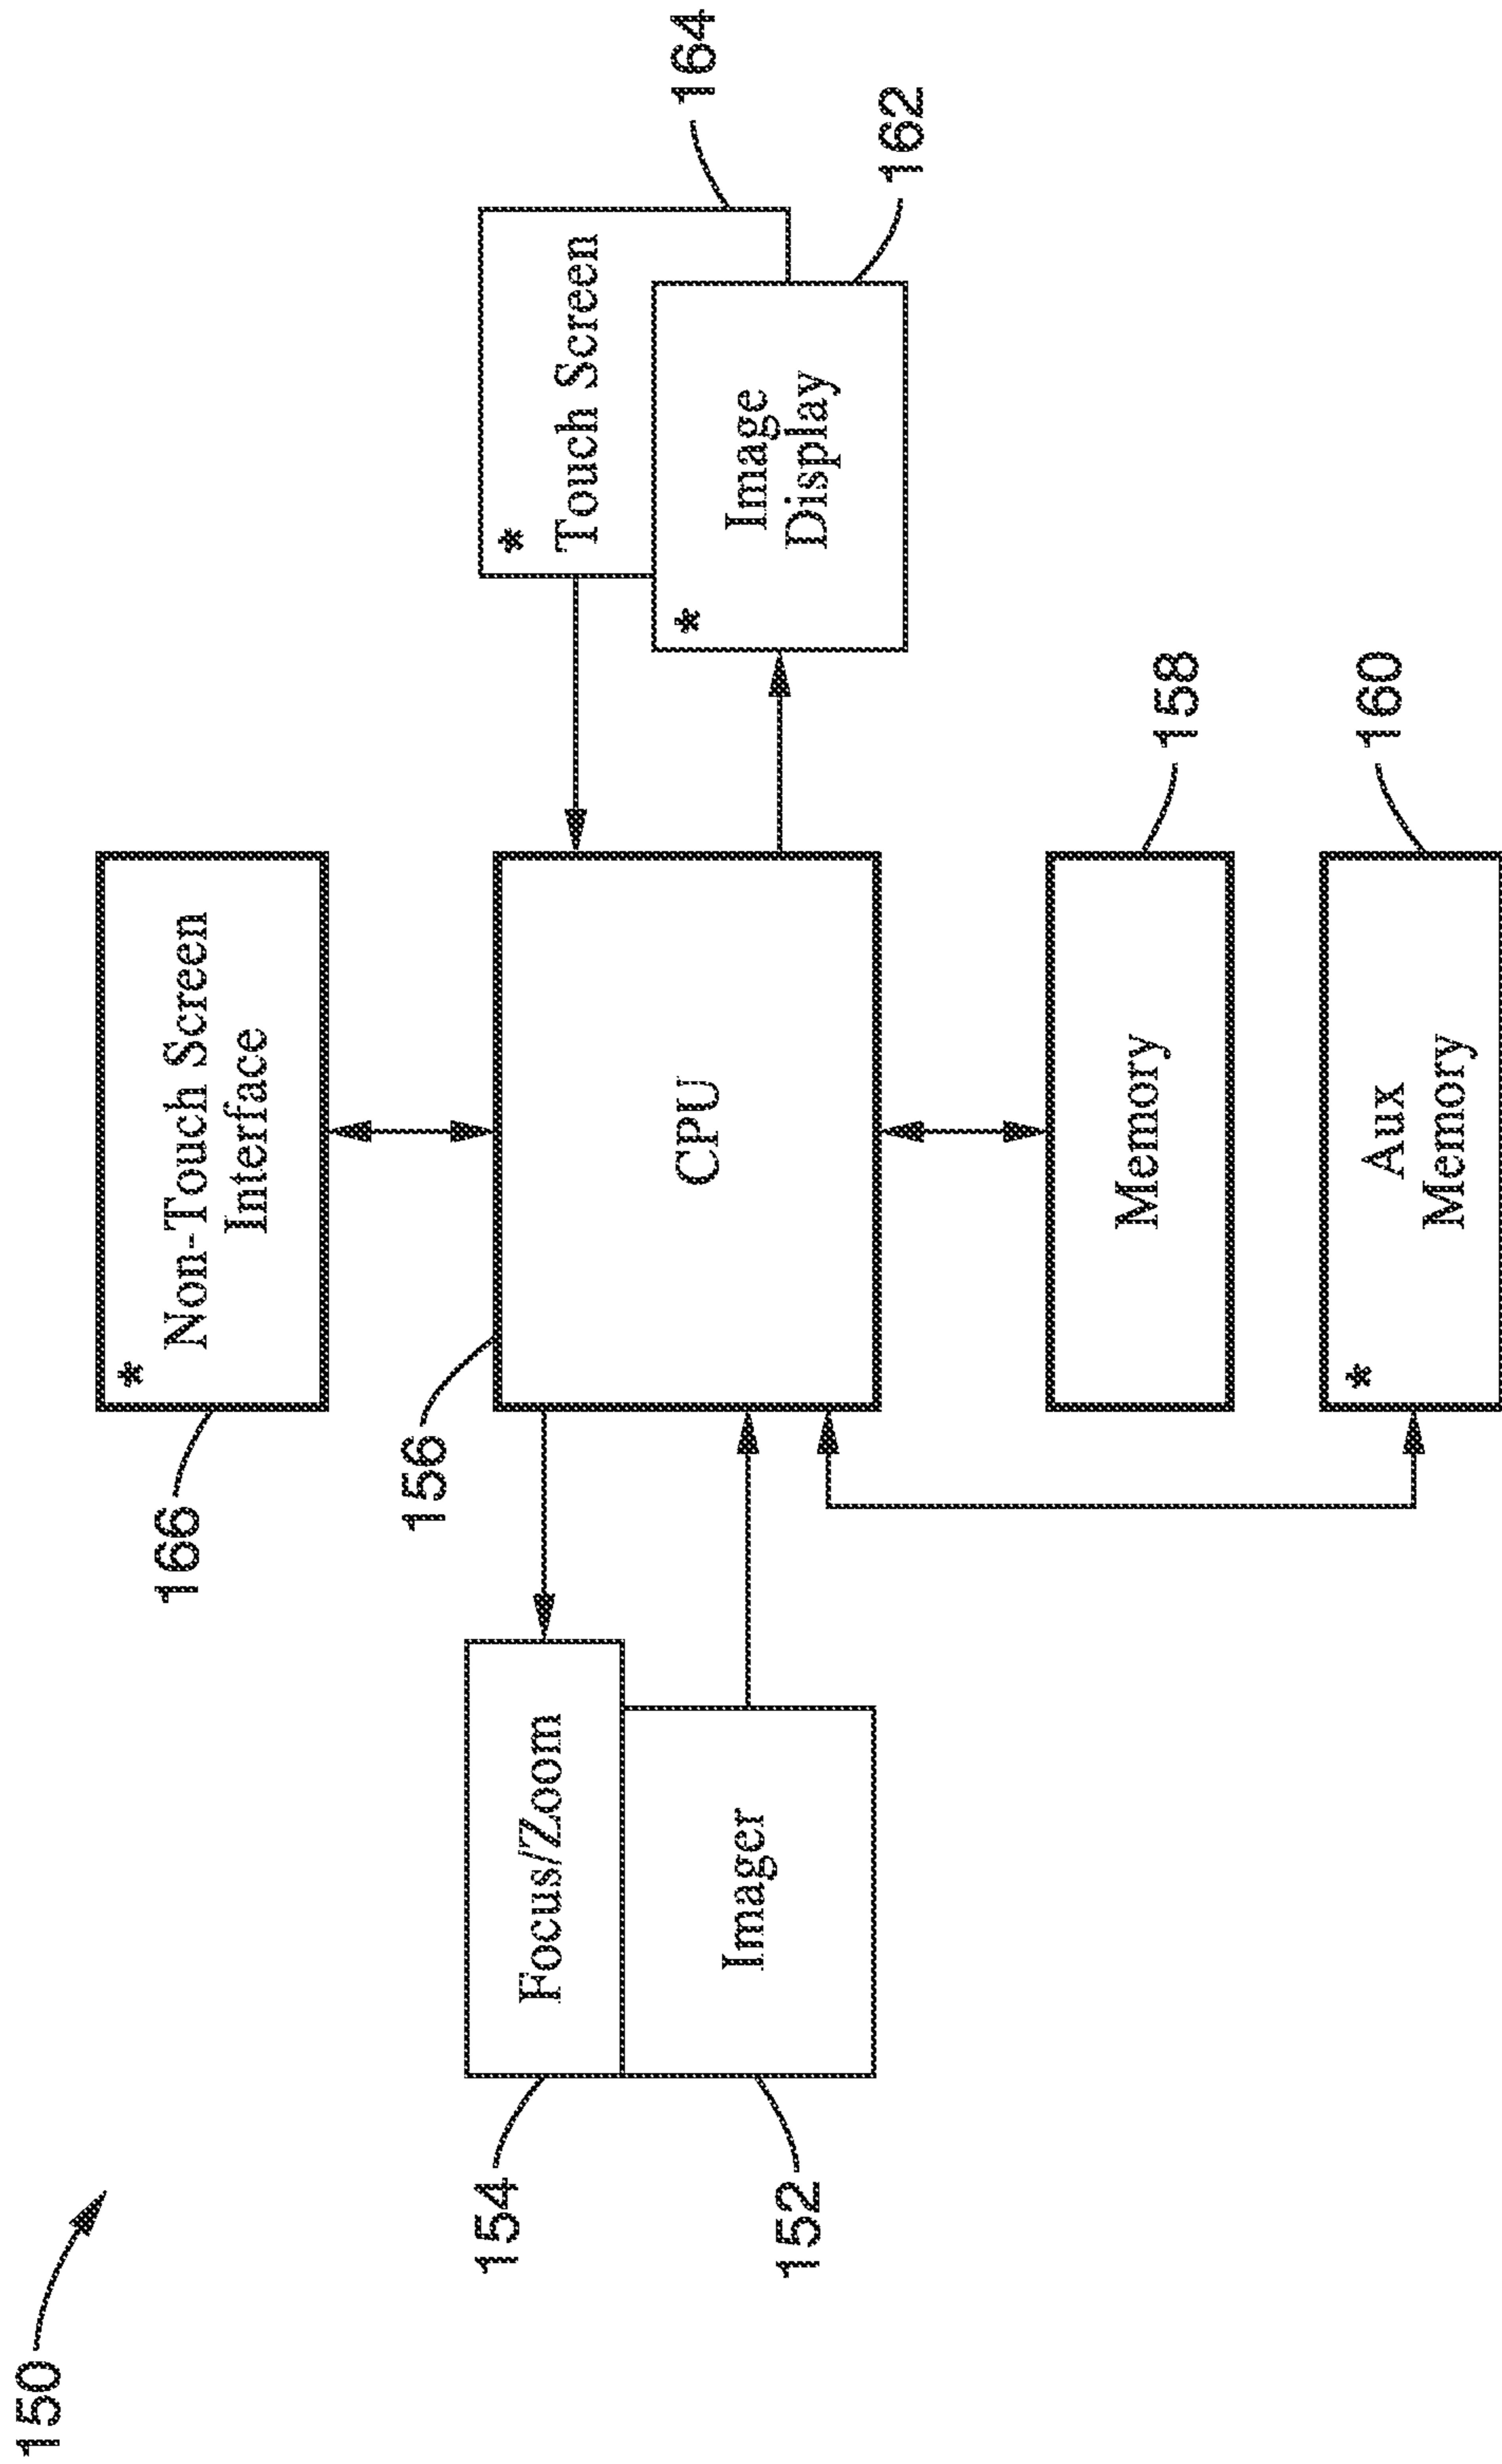 150
166
*
Non-Touch Screen
Interface
156
154
Focus/Zoom
152
Imager
CPU
*
Touch Screen
164
*
Image
Display
162
Memory
158
*
Aux
Memory
160